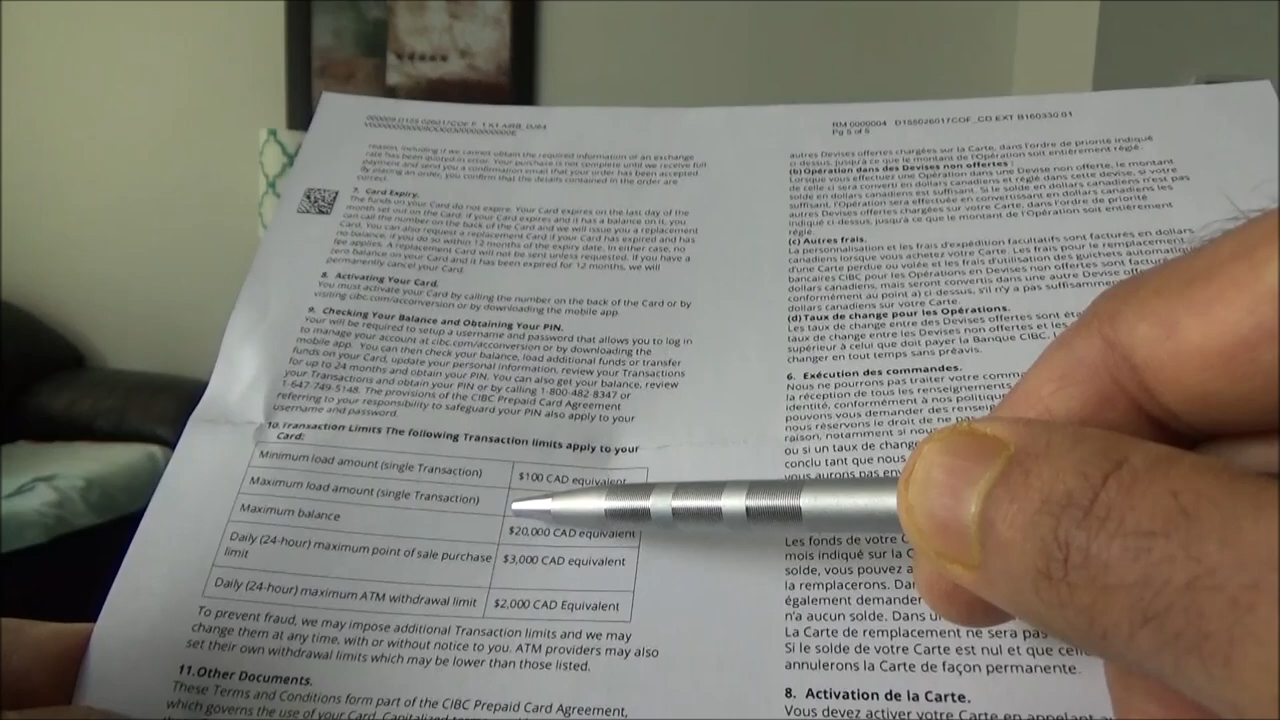 reason, including if we cannot obtain the required information or an exchange
rate has been quoted in error. Your purchase is not complete until we receive full
payment and send you a confirmation email that your order has been accepted.
By placing an order, you confirm that the details contained in the order are
correct.
7. Card Expiry.
The funds on your Card do not expire. Your Card expires on the last day of the
month set out on the Card. If your Card expires and it has a balance on it, you
can call the number on the back of the Card and we will issue you a replacement
Card. You can also request a replacement Card if your Card has expired and has
no balance, if you do so within 12 months of the expiry date. In either case, no
fee applies. A replacement Card will not be sent unless requested. If you have a
zero balance on your Card and it has been expired for 12 months, we will
permanently cancel your Card.
8. Activating Your Card.
You must activate your Card by calling the number on the back of the Card or by
visiting cibc.com/acconversion or by downloading the mobile app.
9. Checking Your Balance and Obtaining Your PIN.
Your will be required to setup a username and password that allows you to log in
to manage your account at cibc.com/acconversion or by downloading the
mobile app. You can then check your balance, load additional funds or transfer
funds on your Card, update your personal information, review your Transactions
for up to 24 months and obtain your PIN. You can also get your balance, review
your Transactions and obtain your PIN or by calling 1-800-482-8347 or
1-647-749-5148. The provisions of the CIBC Prepaid Card Agreement
referring to your responsibility to safeguard your PIN also apply to your
username and password.
10. Transaction Limits The following Transaction limits apply to your
Card:
Minimum load amount (single Transaction) $100 CAD equivalent
Maximum load amount (single Transaction)
Maximum balance $20,000 CAD equivalent
Daily (24-hour) maximum point of sale purchase
limit $3,000 CAD equivalent
Daily (24-hour) maximum ATM withdrawal limit $2,000 CAD Equivalent
To prevent fraud, we may impose additional Transaction limits and we may
change them at any time, with or without notice to you. ATM providers may also
set their own withdrawal limits which may be lower than those listed.
11.Other Documents.
These Terms and Conditions form part of the CIBC Prepaid Card Agreement,
which governs the use of your Card. Capitalized
RM 0000004 D155026017COF_CD EXT B160330 01
Pg 5 of 6
autres Devises offertes chargées sur la Carte, dans l'ordre de priorité indiqué
ci-dessus, jusqu'à ce que le montant de l'Opération soit entièrement réglé.
(b) Opération dans des Devises non offertes :
Lorsque vous effectuez une Opération dans une Devise non offerte, le montant
de celle-ci sera converti en dollars canadiens et réglé dans cette devise, si votre
solde en dollars canadiens est suffisant. Si le solde en dollars canadiens n'est pas
suffisant, l'Opération sera effectuée en convertissant en dollars canadiens les
autres Devises offertes chargées sur votre Carte, dans l'ordre de priorité
indiqué ci-dessus, jusqu'à ce que le montant de l'Opération soit entièrement
réglé.
(c) Autres frais.
La personnalisation et les frais d'expédition facultatifs sont facturés en dollars
canadiens lorsque vous achetez votre Carte. Les frais pour le remplacement
d'une Carte perdue ou volée et les frais d'utilisation des guichets
bancaires CIBC pour les Opérations en Devises non offertes sont
dollars canadiens, mais seront convertis dans une autre Devise
conformément au point a) ci-dessus, s'il n'y a pas suffisamment
dollars canadiens sur votre Carte.
(d) Taux de change pour les Opérations.
Les taux de change entre des Devises offertes sont
taux de change entre les Devises non offertes et les
supérieur à celui que doit payer la Banque CIBC,
changer en tout temps sans préavis.
6. Exécution des commandes.
Nous ne pourrons pas traiter votre
la réception de tous les renseignements
identité, conformément à nos politiques
pouvons vous demander des
nous réservons le droit de ne pas
raison, notamment si nous
ou si un taux de change
conclu tant que nous
vous aurons pas
Les fonds de votre
mois indiqué sur la
solde, vous pouvez
la remplacerons.
également demander
n'a aucun solde. Dans
La Carte de remplacement ne sera pas
Si le solde de votre Carte est nul et que
annulerons la Carte de façon permanente.
8. Activation de la Carte.
Vous devez activer votre Carte en appelant